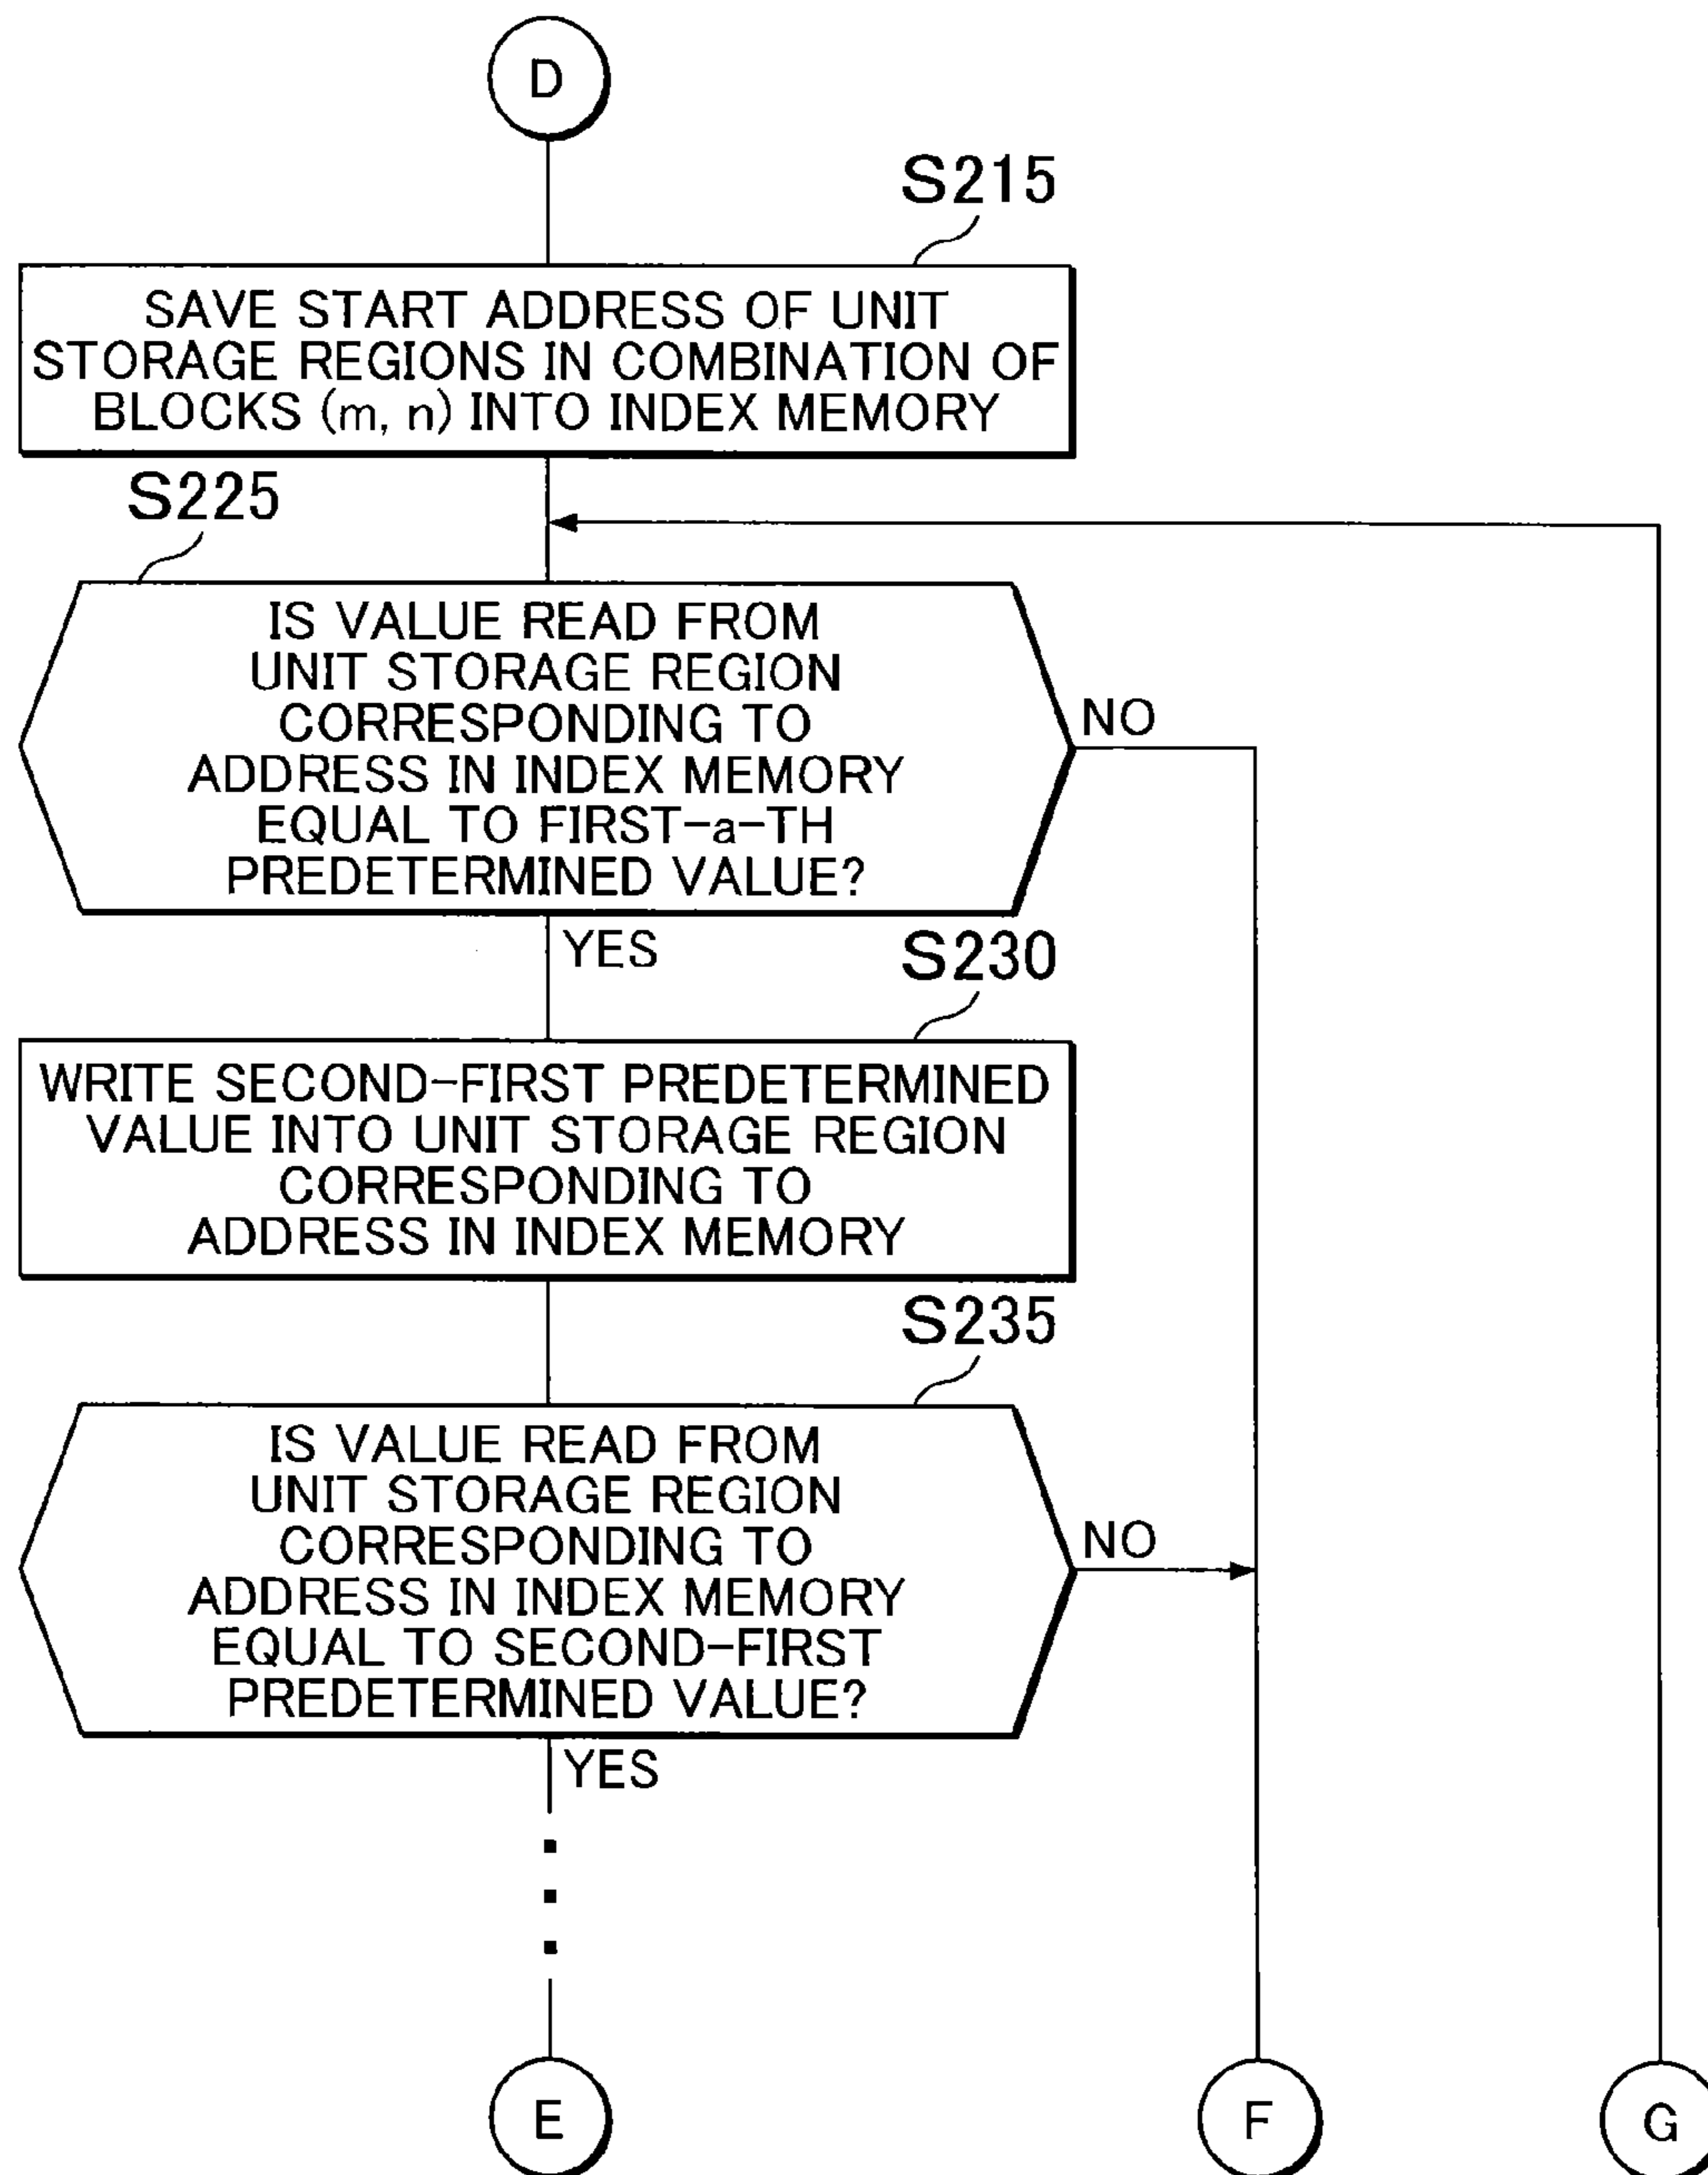 D
S215
SAVE START ADDRESS OF UNIT
STORAGE REGIONS IN COMBINATION OF
BLOCKS (m, n) INTO INDEX MEMORY
S225
IS VALUE READ FROM
UNIT STORAGE REGION
CORRESPONDING TO
ADDRESS IN INDEX MEMORY
EQUAL TO FIRST-a-TH
PREDETERMINED VALUE?
NO
YES
S230
WRITE SECOND-FIRST PREDETERMINED
VALUE INTO UNIT STORAGE REGION
CORRESPONDING TO
ADDRESS IN INDEX MEMORY
S235
IS VALUE READ FROM
UNIT STORAGE REGION
CORRESPONDING TO
ADDRESS IN INDEX MEMORY
EQUAL TO SECOND-FIRST
PREDETERMINED VALUE?
NO
YES
E
F
G